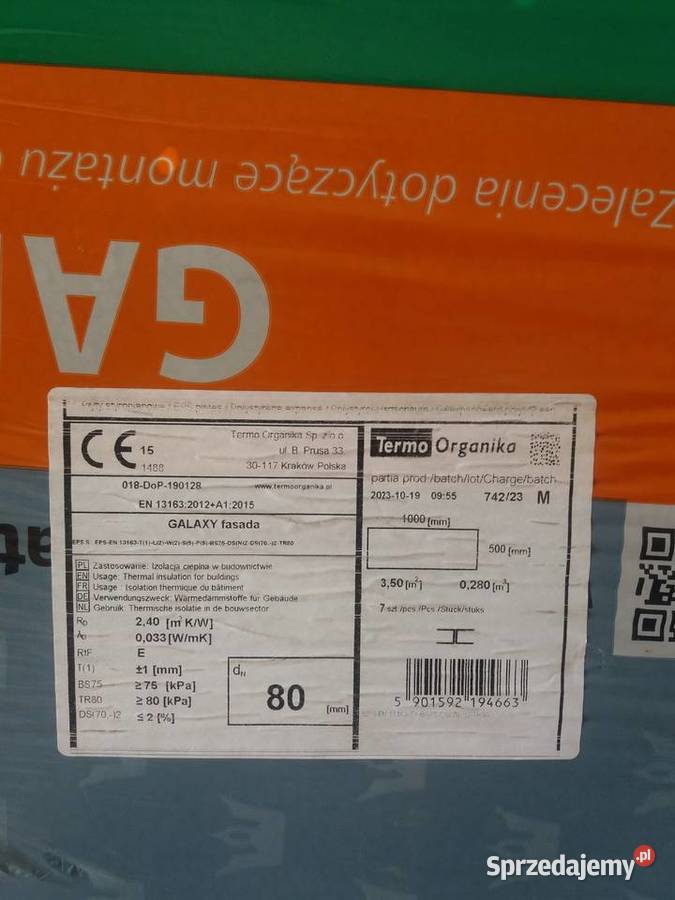 Zalecenia dotyczące montażu
GA
Termo Organika Sp. z o.o.
ul. B. Prusa 33
30-117 Kraków Polska
CE 15
1488
018-DoP-190128
www.termoorganika.pl
EN 13163:2012+A1:2015
GALAXY fasada
PL Zastosowanie: Izolacja cieplna w budownictwie
EN Usage: Thermal insulation for buildings
FR Usage : Isolation thermique du bâtiment
DE Verwendungszweck: Wärmedämmstoffe für Gebäude
NL Gebruik: Thermische isolatie in de bouwsector
RD 2,40 [m²K/W]
λD 0,033[W/mK]
RtF E
T(1) ±1 [mm]
BS75 ≥75 [kPa]
TR80 ≥80 [kPa]
DS(70,-)2 ≤2 [%]
dN 80 [mm]
Termo Organika
partia prod./batch/lot/Charge/batch
2023-10-19 09:55 742/23 M
1000 [mm]
500 [mm]
3,50[m²] 0,280[m³]
7 szt./pcs./Pcs./Stuck/stuks
5 901592 194663
at
Sprzedajemy.pl